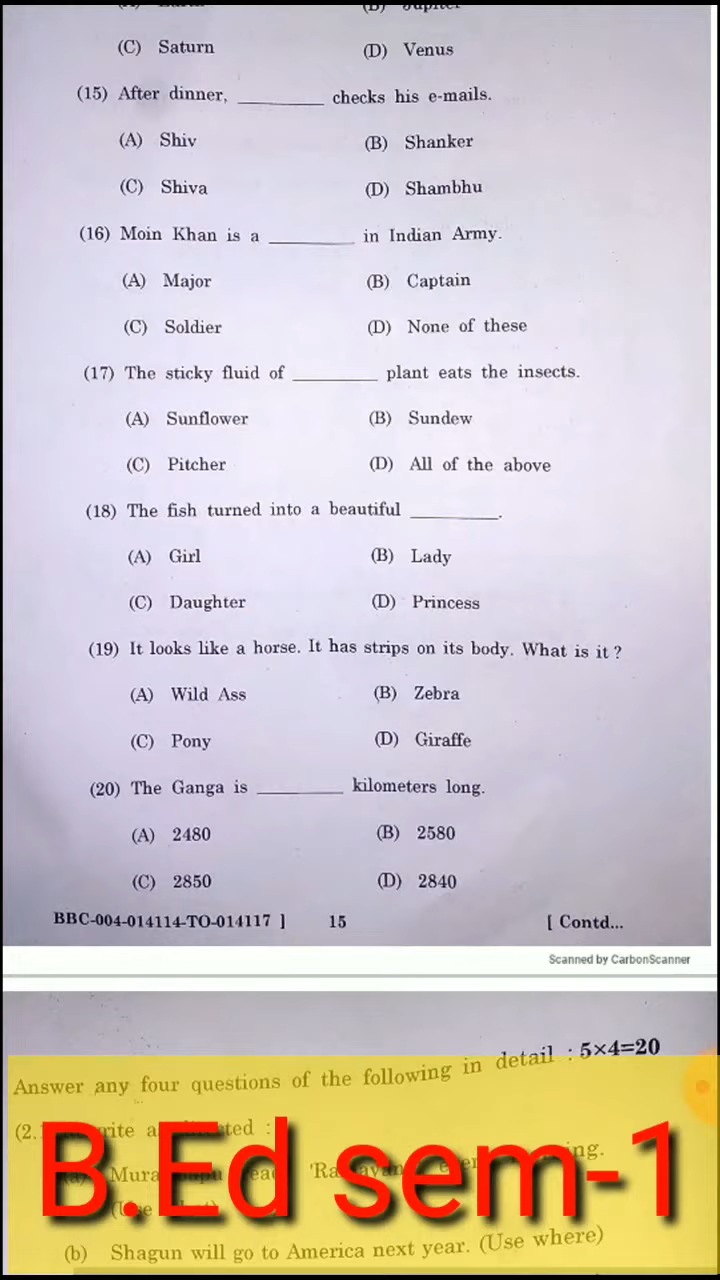 (C) Saturn (D) Venus
(15) After dinner, ________ checks his e-mails.
(A) Shiv (B) Shanker
(C) Shiva (D) Shambhu
(16) Moin Khan is a ________ in Indian Army.
(A) Major (B) Captain
(C) Soldier (D) None of these
(17) The sticky fluid of ________ plant eats the insects.
(A) Sunflower (B) Sundew
(C) Pitcher (D) All of the above
(18) The fish turned into a beautiful ________.
(A) Girl (B) Lady
(C) Daughter (D) Princess
(19) It looks like a horse. It has strips on its body. What is it ?
(A) Wild Ass (B) Zebra
(C) Pony (D) Giraffe
(20) The Ganga is ________ kilometers long.
(A) 2480 (B) 2580
(C) 2850 (D) 2840
BBC-004-014114-TO-014117 ] 15 [ Contd...
Scanned by CarbonScanner
Answer any four questions of the following in detail : 5×4=20
B.Ed sem-1
(b) Shagun will go to America next year. (Use where)